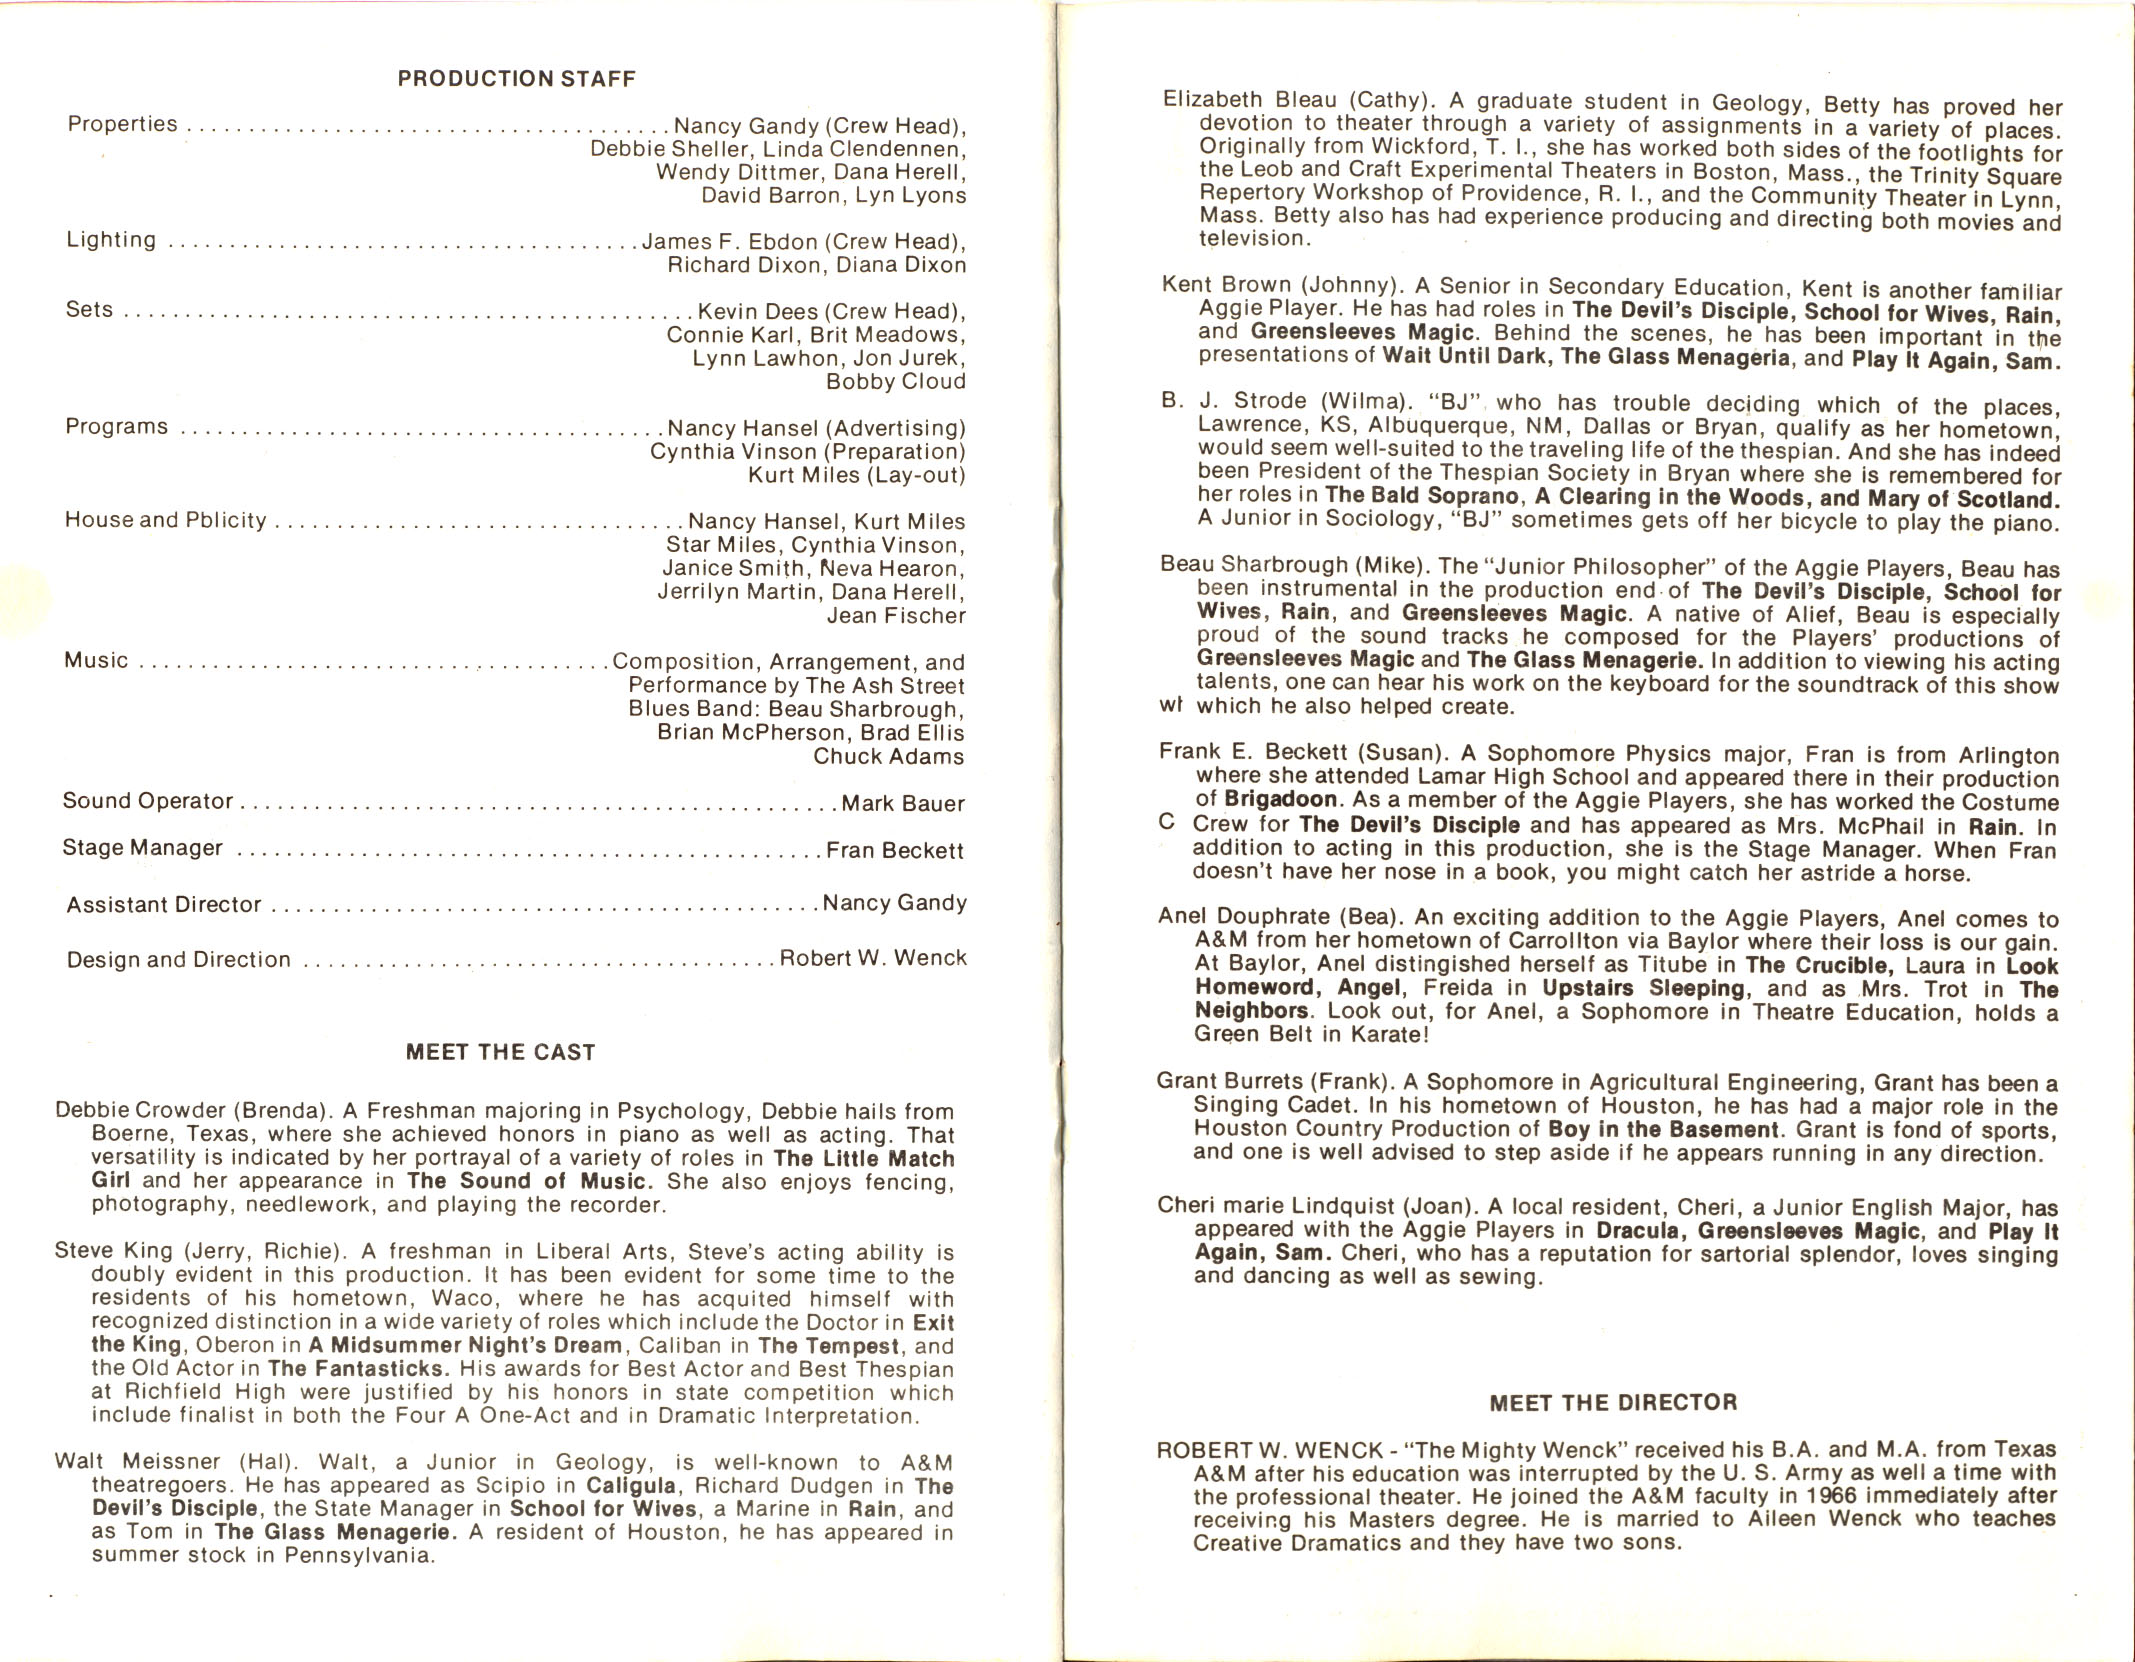 PRODUCTION STAFF
Properties . . . . . . . . . . . . . . . . . . . . . . . . . . . . . . . . . . . . . . . Nancy Gandy (Crew Head),
Debbie Sheller, Linda Clendennen,
Wendy Dittmer, Dana Herell,
David Barron, Lyn Lyons
Lighting . . . . . . . . . . . . . . . . . . . . . . . . . . . . . . . . . . . . . . James F. Ebdon (Crew Head),
Richard Dixon, Diana Dixon
Sets . . . . . . . . . . . . . . . . . . . . . . . . . . . . . . . . . . . . . . . . . . . . . . Kevin Dees (Crew Head),
Connie Karl, Brit Meadows,
Lynn Lawhon, Jon Jurek,
Bobby Cloud
Programs . . . . . . . . . . . . . . . . . . . . . . . . . . . . . . . . . . . . . . . Nancy Hansel (Advertising)
Cynthia Vinson (Preparation)
Kurt Miles (Lay-out)
House and Pblicity . . . . . . . . . . . . . . . . . . . . . . . . . . . . . . . . . Nancy Hansel, Kurt Miles
Star Miles, Cynthia Vinson,
Janice Smith, Neva Hearon,
Jerrilyn Martin, Dana Herell,
Jean Fischer
Music . . . . . . . . . . . . . . . . . . . . . . . . . . . . . . . . . . . . . . Composition, Arrangement, and
Performance by The Ash Street
Blues Band: Beau Sharbrough,
Brian McPherson, Brad Ellis
Chuck Adams
Sound Operator . . . . . . . . . . . . . . . . . . . . . . . . . . . . . . . . . . . . . . . . . . . . . . . . Mark Bauer
Stage Manager . . . . . . . . . . . . . . . . . . . . . . . . . . . . . . . . . . . . . . . . . . . . . . . Fran Beckett
Assistant Director . . . . . . . . . . . . . . . . . . . . . . . . . . . . . . . . . . . . . . . . . . . . Nancy Gandy
Design and Direction . . . . . . . . . . . . . . . . . . . . . . . . . . . . . . . . . . . . . . Robert W. Wenck
MEET THE CAST
Debbie Crowder (Brenda). A Freshman majoring in Psychology, Debbie hails from
Boerne, Texas, where she achieved honors in piano as well as acting. That
versatility is indicated by her portrayal of a variety of roles in The Little Match
Girl and her appearance in The Sound of Music. She also enjoys fencing,
photography, needlework, and playing the recorder.
Steve King (Jerry, Richie). A freshman in Liberal Arts, Steve's acting ability is
doubly evident in this production. It has been evident for some time to the
residents of his hometown, Waco, where he has acquited himself with
recognized distinction in a wide variety of roles which include the Doctor in Exit
the King, Oberon in A Midsummer Night's Dream, Caliban in The Tempest, and
the Old Actor in The Fantasticks. His awards for Best Actor and Best Thespian
at Richfield High were justified by his honors in state competition which
include finalist in both the Four A One-Act and in Dramatic Interpretation.
Walt Meissner (Hal). Walt, a Junior in Geology, is well-known to A&M
theatregoers. He has appeared as Scipio in Caligula, Richard Dudgen in The
Devil's Disciple, the State Manager in School for Wives, a Marine in Rain, and
as Tom in The Glass Menagerie. A resident of Houston, he has appeared in
summer stock in Pennsylvania.
Elizabeth Bleau (Cathy). A graduate student in Geology, Betty has proved her
devotion to theater through a variety of assignments in a variety of places.
Originally from Wickford, T. I., she has worked both sides of the footlights for
the Leob and Craft Experimental Theaters in Boston, Mass., the Trinity Square
Repertory Workshop of Providence, R. I., and the Community Theater in Lynn,
Mass. Betty also has had experience producing and directing both movies and
television.
Kent Brown (Johnny). A Senior in Secondary Education, Kent is another familiar
Aggie Player. He has had roles in The Devil's Disciple, School for Wives, Rain,
and Greensleeves Magic. Behind the scenes, he has been important in the
presentations of Wait Until Dark, The Glass Menageria, and Play It Again, Sam.
B. J. Strode (Wilma). "BJ" who has trouble deciding which of the places,
Lawrence, KS, Albuquerque, NM, Dallas or Bryan, qualify as her hometown,
would seem well-suited to the traveling life of the thespian. And she has indeed
been President of the Thespian Society in Bryan where she is remembered for
her roles in The Bald Soprano, A Clearing in the Woods, and Mary of Scotland.
A Junior in Sociology, "BJ" sometimes gets off her bicycle to play the piano.
Beau Sharbrough (Mike). The "Junior Philosopher" of the Aggie Players, Beau has
been instrumental in the production end of The Devil's Disciple, School for
Wives, Rain, and Greensleeves Magic. A native of Alief, Beau is especially
proud of the sound tracks he composed for the Players' productions of
Greensleeves Magic and The Glass Menagerie. In addition to viewing his acting
talents, one can hear his work on the keyboard for the soundtrack of this show
wh which he also helped create.
Frank E. Beckett (Susan). A Sophomore Physics major, Fran is from Arlington
where she attended Lamar High School and appeared there in their production
of Brigadoon. As a member of the Aggie Players, she has worked the Costume
C Crew for The Devil's Disciple and has appeared as Mrs. McPhail in Rain. In
addition to acting in this production, she is the Stage Manager. When Fran
doesn't have her nose in a book, you might catch her astride a horse.
Anel Douphrate (Bea). An exciting addition to the Aggie Players, Anel comes to
A&M from her hometown of Carrollton via Baylor where their loss is our gain.
At Baylor, Anel distingished herself as Titube in The Crucible, Laura in Look
Homeword, Angel, Freida in Upstairs Sleeping, and as Mrs. Trot in The
Neighbors. Look out, for Anel, a Sophomore in Theatre Education, holds a
Green Belt in Karate!
Grant Burrets (Frank). A Sophomore in Agricultural Engineering, Grant has been a
Singing Cadet. In his hometown of Houston, he has had a major role in the
Houston Country Production of Boy in the Basement. Grant is fond of sports,
and one is well advised to step aside if he appears running in any direction.
Cheri marie Lindquist (Joan). A local resident, Cheri, a Junior English Major, has
appeared with the Aggie Players in Dracula, Greensleeves Magic, and Play It
Again, Sam. Cheri, who has a reputation for sartorial splendor, loves singing
and dancing as well as sewing.
MEET THE DIRECTOR
ROBERT W. WENCK - "The Mighty Wenck" received his B.A. and M.A. from Texas
A&M after his education was interrupted by the U. S. Army as well a time with
the professional theater. He joined the A&M faculty in 1966 immediately after
receiving his Masters degree. He is married to Aileen Wenck who teaches
Creative Dramatics and they have two sons.